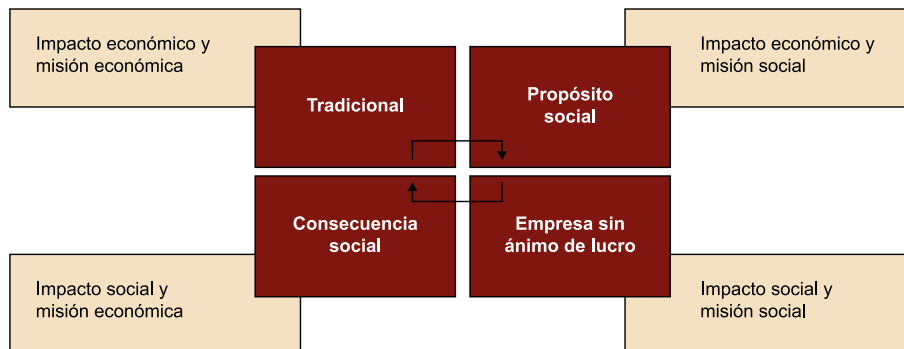 Impacto económico y
misión económica
Tradicional
Propósito
social
Impacto económico y
misión social
Consecuencia
social
Empresa sin
ánimo de lucro
Impacto social y
misión económica
Impacto social y
misión social